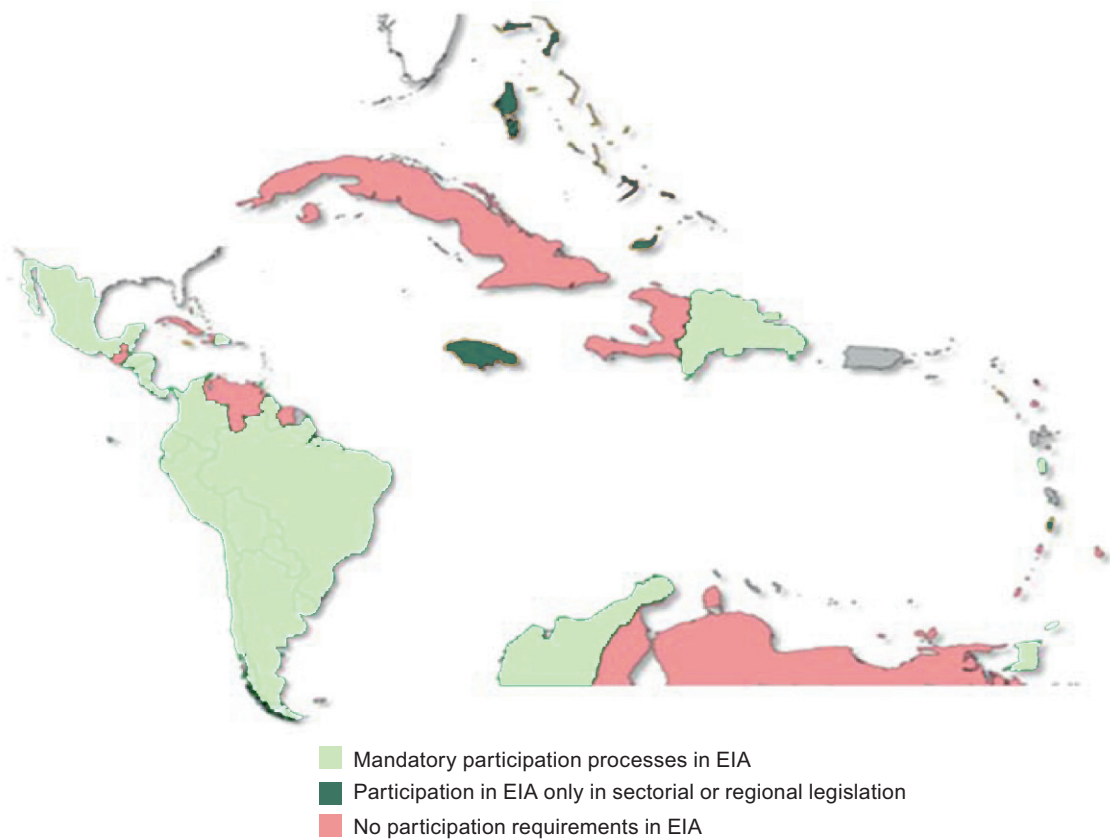 Mandatory participation processes in EIA
Participation in EIA only in sectorial or regional legislation
No participation requirements in EIA